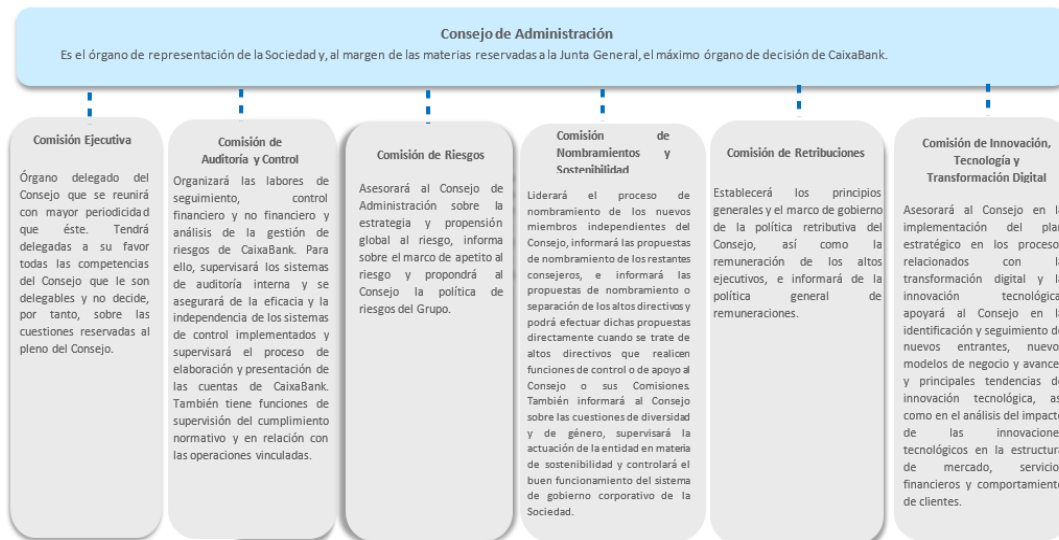 Consejo de Administración
Es el órgano de representación de la Sociedad y, al margen de las materias reservadas a la Junta General, el máximo órgano de decisión de CaixaBank.
Comisión Ejecutiva
Órgano delegado del
Consejo que se reunirá
con mayor periodicidad
que éste. Tendrá
delegadas a su favor
todas las competencias
del Consejo que le son
delegables y no decide,
por tanto, sobre las
cuestiones reservadas al
pleno del Consejo.
Comisión de
Auditoría y Control
Organizará las labores de
seguimiento, control
financiero y no financiero y
análisis de la gestión de
riesgos de CaixaBank. Para
ello, supervisará los sistemas
de auditoría interna y se
asegurará de la eficacia y la
independencia de los sistemas
de control implementados y
supervisará el proceso de
elaboración y presentación de
las cuentas de CaixaBank.
También tiene funciones de
supervisión del cumplimiento
normativo y en relación con
las operaciones vinculadas.
Comisión de Riesgos
Asesorará al Consejo de
Administración sobre la
estrategia y propensión
global al riesgo, informa
sobre el marco de apetito al
riesgo y propondrá al
Consejo la política de
riesgos del Grupo.
Comisión de
Nombramientos y
Sostenibilidad
Liderará el proceso de
nombramiento de los nuevos
miembros independientes del
Consejo, informará las propuestas
de nombramiento de los restantes
consejeros, e informará las
propuestas de nombramiento o
separación de los altos directivos y
podrá efectuar dichas propuestas
directamente cuando se trate de
altos directivos que realicen
funciones de control o de apoyo al
Consejo o sus Comisiones.
También informará al Consejo
sobre las cuestiones de diversidad
y de género, supervisará la
actuación de la entidad en materia
de sostenibilidad y controlará el
buen funcionamiento del sistema
de gobierno corporativo de la
Sociedad.
Comisión de Retribuciones
Establecerá los principios
generales y el marco de gobierno
de la política retributiva del
Consejo, así como la
remuneración de los altos
ejecutivos, e informará de la
política general de
remuneraciones.
Comisión de Innovación,
Tecnología y
Transformación Digital
Asesorará al Consejo en l
implementación del plan
estratégico en los proceso
relacionados con l
transformación digital y l
innovación tecnológica
apoyará al Consejo en l
identificación y seguimiento d
nuevos entrantes, nuevo
modelos de negocio y avance
y principales tendencias d
innovación tecnológica, as
como en el análisis del impact
de las innovacione
tecnológicos en la estructura
de mercado, servicio
financieros y comportamient
de clientes.